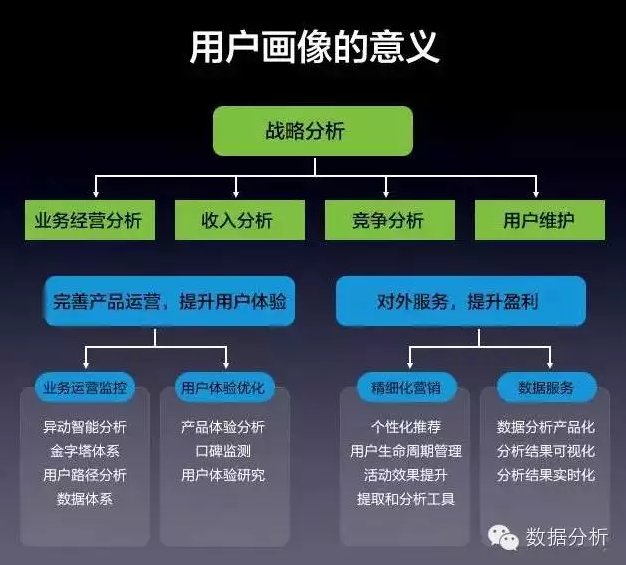 用户画像的意义
战略分析
业务经营分析
收入分析
竞争分析
用户维护
完善产品运营，提升用户体验
对外服务，提升盈利
业务运营监控
异动智能分析
金字塔体系
用户路径分析
数据体系
用户体验优化
产品体验分析
口碑监测
用户体验研究
精细化营销
个性化推荐
用户生命周期管理
活动效果提升
提取和分析工具
数据服务
数据分析产品化
分析结果可视化
分析结果实时化
数据分析